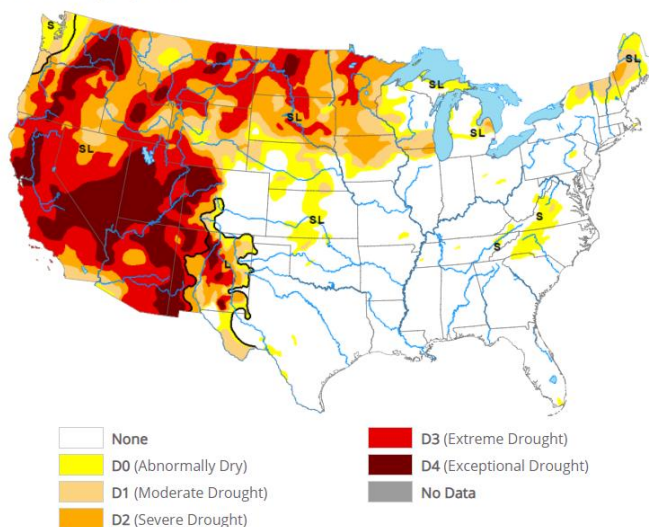 S
SL
SL
SL
SL
SL
SL
S
S
L
None
D0 (Abnormally Dry)
D1 (Moderate Drought)
D2 (Severe Drought)
D3 (Extreme Drought)
D4 (Exceptional Drought)
No Data